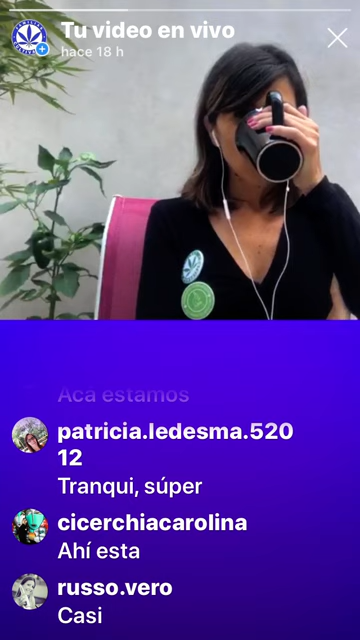 Tu video en vivo
hace 18 h
Acá estamos
patricia.ledesma.520
12
Tranqui, súper
cicerchiacarolina
Ahí esta
russo.vero
Casi